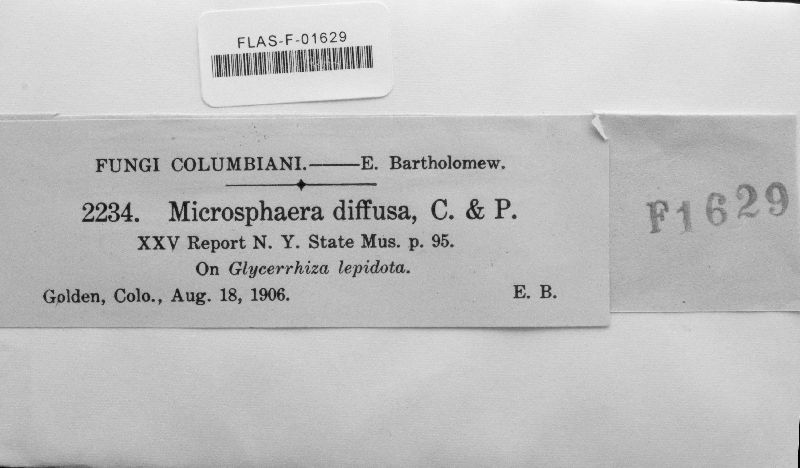 FLAS-F-01629
FUNGI COLUMBIANI.——E. Bartholomew.
2234. Microsphaera diffusa, C. & P.
XXV Report N. Y. State Mus. p. 95.
On Glycerrhiza lepidota.
Golden, Colo., Aug. 18, 1906. E. B.
F1629